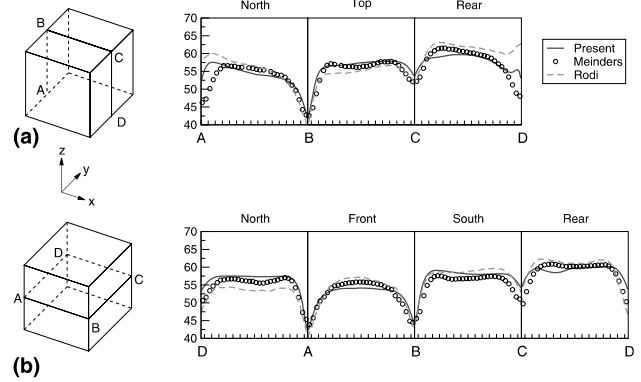 North Top Rear
B
C
A
D
(a)
70
65
60
55
50
45
40
A B C D
Present
Meinders
Rodi
z
y
x
North Front South Rear
D
C
A
B
(b)
70
65
60
55
50
45
40
D A B C D